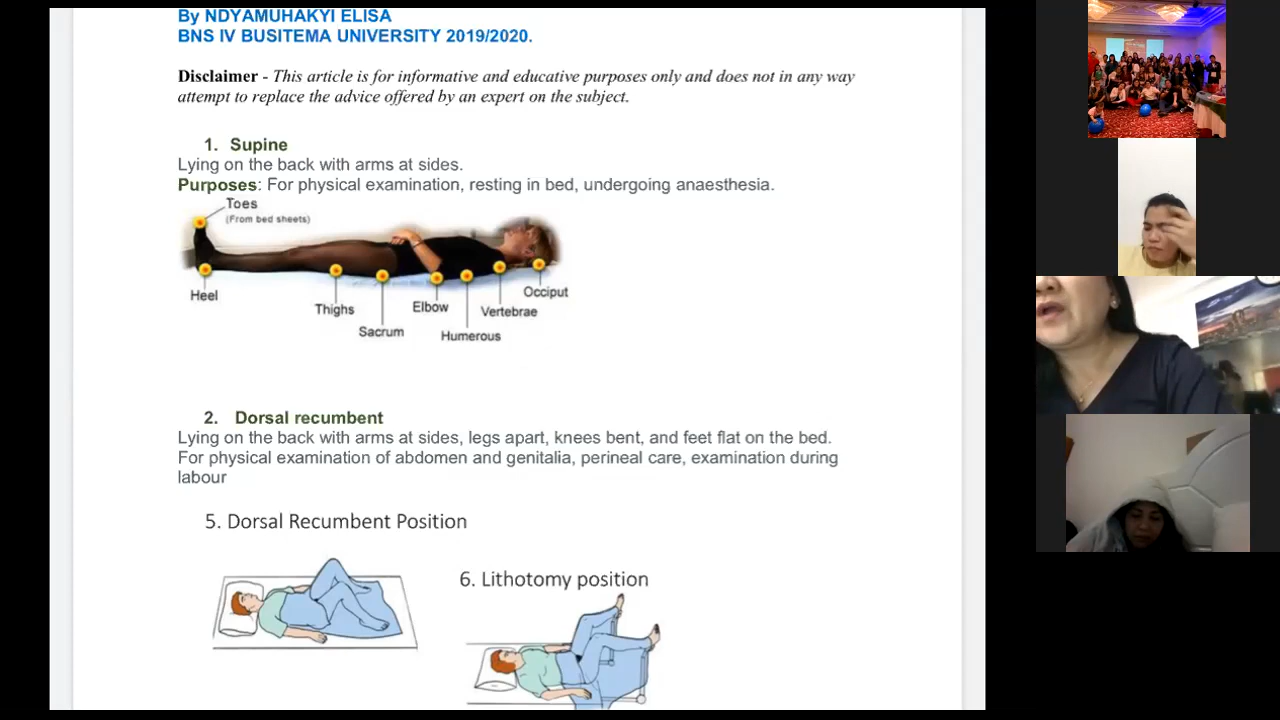 By NDYAMUHAKYI ELISA
BNS IV BUSITEMA UNIVERSITY 2019/2020.
Disclaimer - This article is for informative and educative purposes only and does not in any way
attempt to replace the advice offered by an expert on the subject.
1. Supine
Lying on the back with arms at sides.
Purposes: For physical examination, resting in bed, undergoing anaesthesia.
Toes
(From bed sheets)
Heel
Thighs
Sacrum
Elbow
Humerous
Vertebrae
Occiput
2. Dorsal recumbent
Lying on the back with arms at sides, legs apart, knees bent, and feet flat on the bed.
For physical examination of abdomen and genitalia, perineal care, examination during
labour
5. Dorsal Recumbent Position
6. Lithotomy position